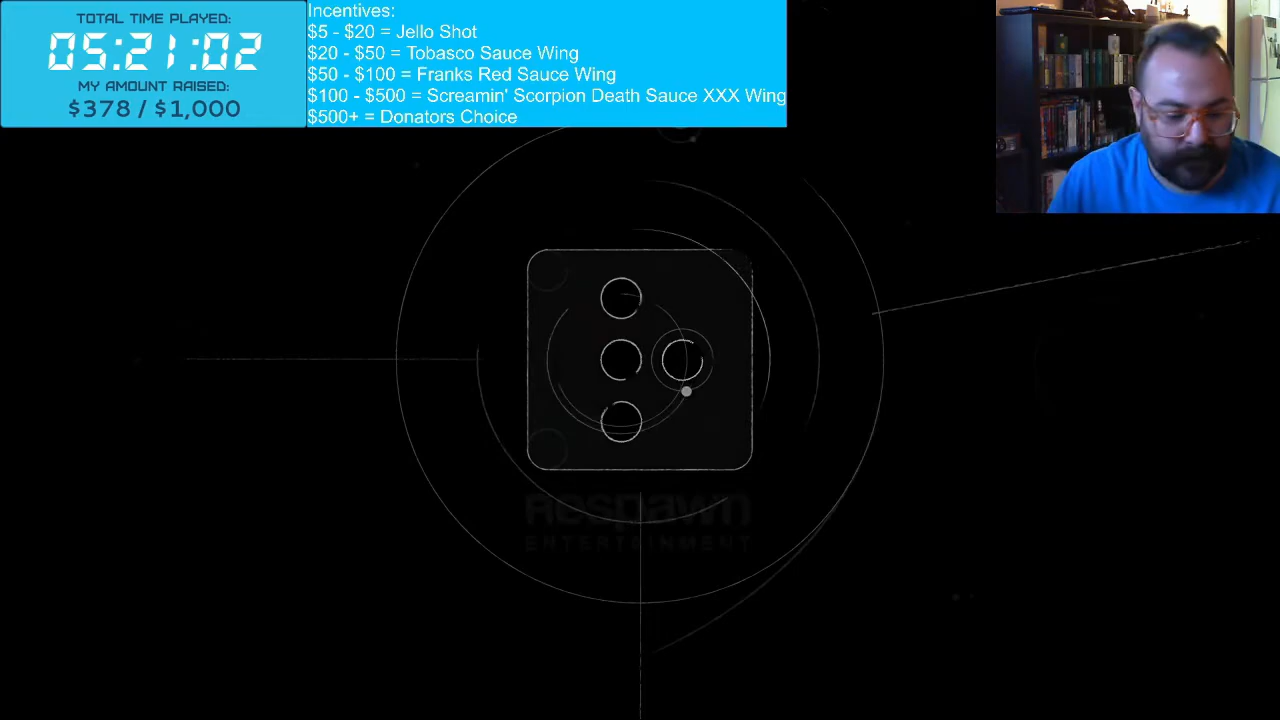 TOTAL TIME PLAYED:
05:21:02
MY AMOUNT RAISED:
$378 / $1,000
Incentives:
$5 - $20 = Jello Shot
$20 - $50 = Tobasco Sauce Wing
$50 - $100 = Franks Red Sauce Wing
$100 - $500 = Screamin' Scorpion Death Sauce XXX Wing
$500+ = Donators Choice
Respawn
ENTERTAINMENT